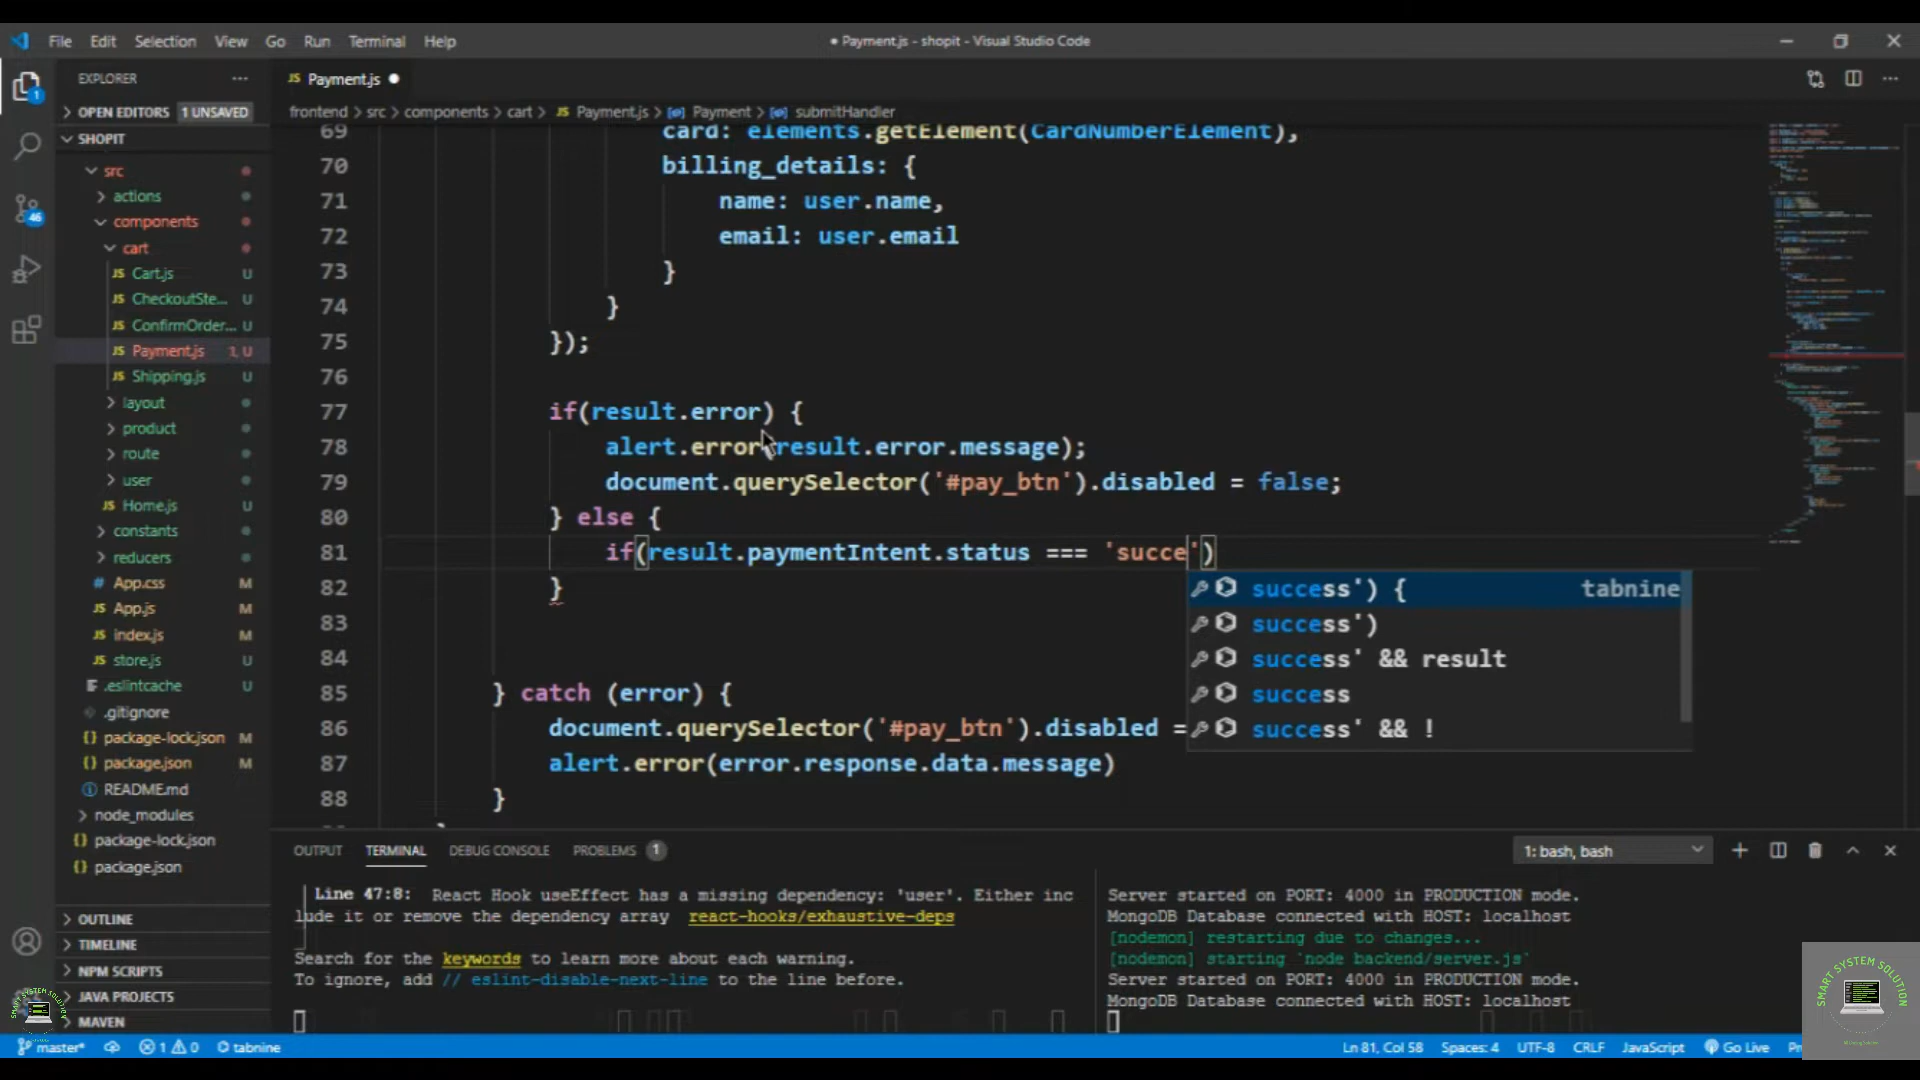 File Edit Selection View Go Run Terminal Help
● Payment.js - shopit - Visual Studio Code
EXPLORER ···
JS Payment.js ●
OPEN EDITORS 1 UNSAVED
frontend > src > components > cart > JS Payment.js > Payment > submitHandler
SHOPIT
src
actions
components
cart
JS Cart.js U
JS CheckoutSte... U
JS ConfirmOrder... U
JS Payment.js 1, U
JS Shipping.js U
layout
product
route
user
JS Home.js U
constants
reducers
# App.css M
JS App.js M
JS index.js M
JS store.js U
.eslintcache U
.gitignore
{} package-lock.json M
{} package.json M
README.md
node_modules
{} package-lock.json
{} package.json
OUTLINE
TIMELINE
NPM SCRIPTS
JAVA PROJECTS
MAVEN
69 card: elements.getElement(CardNumberElement),
70 billing_details: {
71 name: user.name,
72 email: user.email
73 }
74 }
75 });
76
77 if(result.error) {
78 alert.error(result.error.message);
79 document.querySelector('#pay_btn').disabled = false;
80 } else {
81 if(result.paymentIntent.status === 'succe')
82 }
83
84
85 } catch (error) {
86 document.querySelector('#pay_btn').disabled =
87 alert.error(error.response.data.message)
88 }
success') { tabnine
success')
success' && result
success
success' && !
OUTPUT TERMINAL DEBUG CONSOLE PROBLEMS 1
1: bash, bash
Line 47:8: React Hook useEffect has a missing dependency: 'user'. Either inc
lude it or remove the dependency array react-hooks/exhaustive-deps
Search for the keywords to learn more about each warning.
To ignore, add // eslint-disable-next-line to the line before.
Server started on PORT: 4000 in PRODUCTION mode.
MongoDB Database connected with HOST: localhost
[nodemon] restarting due to changes...
[nodemon] starting `node backend/server.js`
Server started on PORT: 4000 in PRODUCTION mode.
MongoDB Database connected with HOST: localhost
SMART SYSTEM SOLUTION
master* 1 0 tabnine
Ln 81, Col 58 Spaces: 4 UTF-8 CRLF JavaScript Go Live
1
46